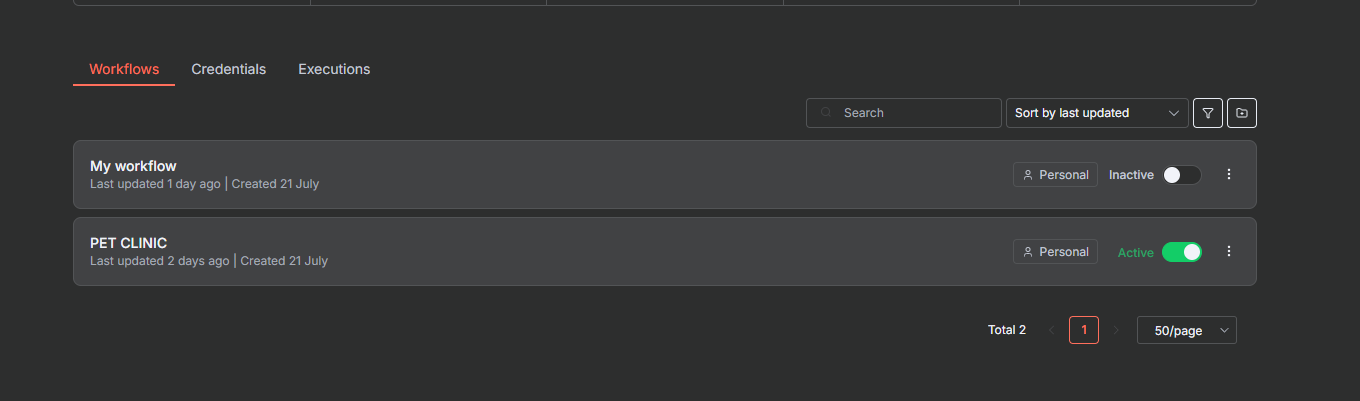 Workflows Credentials Executions
Search Sort by last updated
My workflow
Last updated 1 day ago | Created 21 July
Personal Inactive
PET CLINIC
Last updated 2 days ago | Created 21 July
Personal Active
Total 2 1 50/page